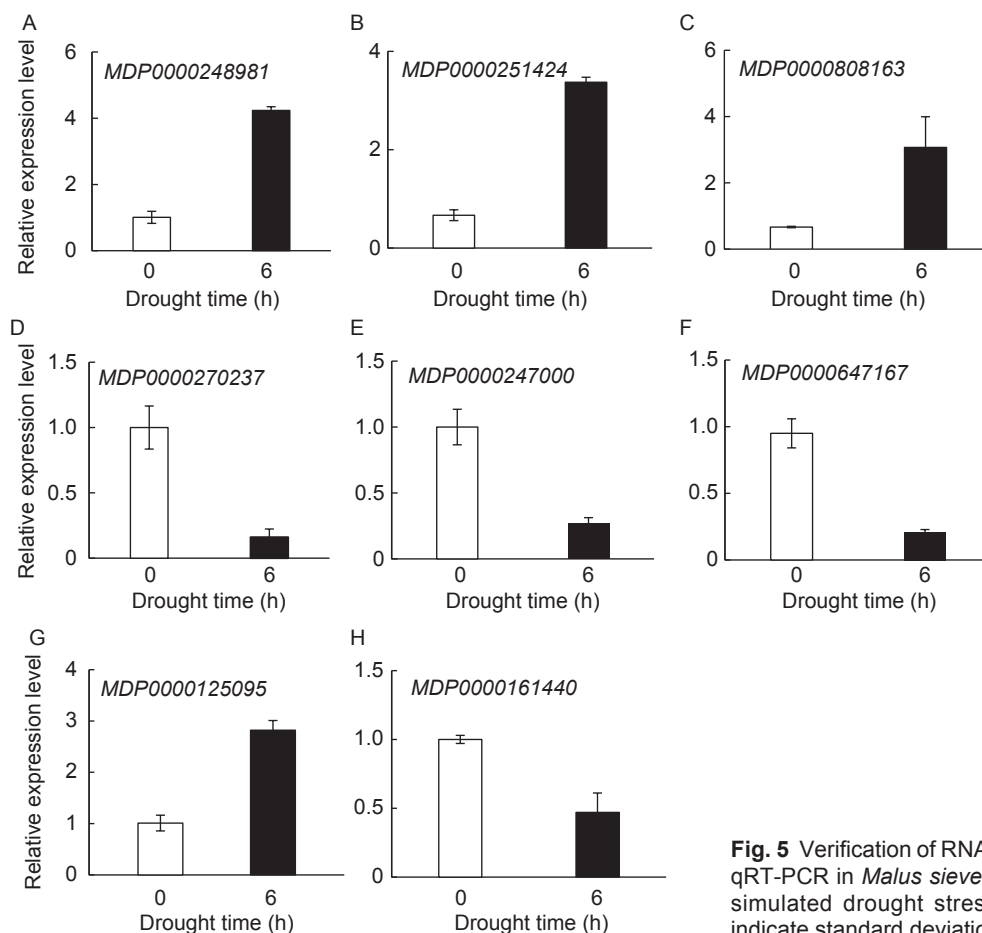 A
Relative expression level
6
4
2
0
MDP0000248981
0 6
Drought time (h)
B
4
2
0
MDP0000251424
0 6
Drought time (h)
C
6
4
2
0
MDP0000808163
0 6
Drought time (h)
D
Relative expression level
1.5
1.0
0.5
0
MDP0000270237
0 6
Drought time (h)
E
1.5
1.0
0.5
0
MDP0000247000
0 6
Drought time (h)
F
1.5
1.0
0.5
0
MDP0000647167
0 6
Drought time (h)
G
Relative expression level
4
3
2
1
0
MDP0000125095
0 6
Drought time (h)
H
1.5
1.0
0.5
0
MDP0000161440
0 6
Drought time (h)
Fig. 5 Verification of RNA
qRT-PCR in Malus sieve
simulated drought stres
indicate standard deviation